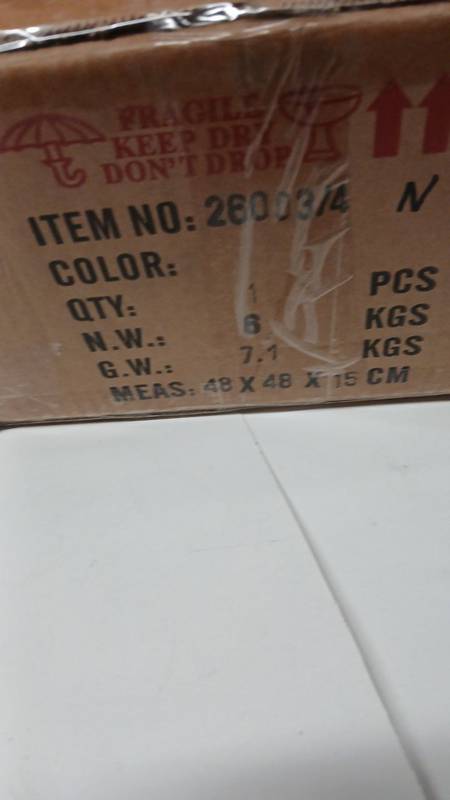 FRAGILE
KEEP DRY
DON'T DROP
ITEM NO: 26003/4 N
COLOR:
QTY: 1 PCS
N.W.: 6 KGS
G.W.: 7.1 KGS
MEAS: 48 X 48 X 15 CM